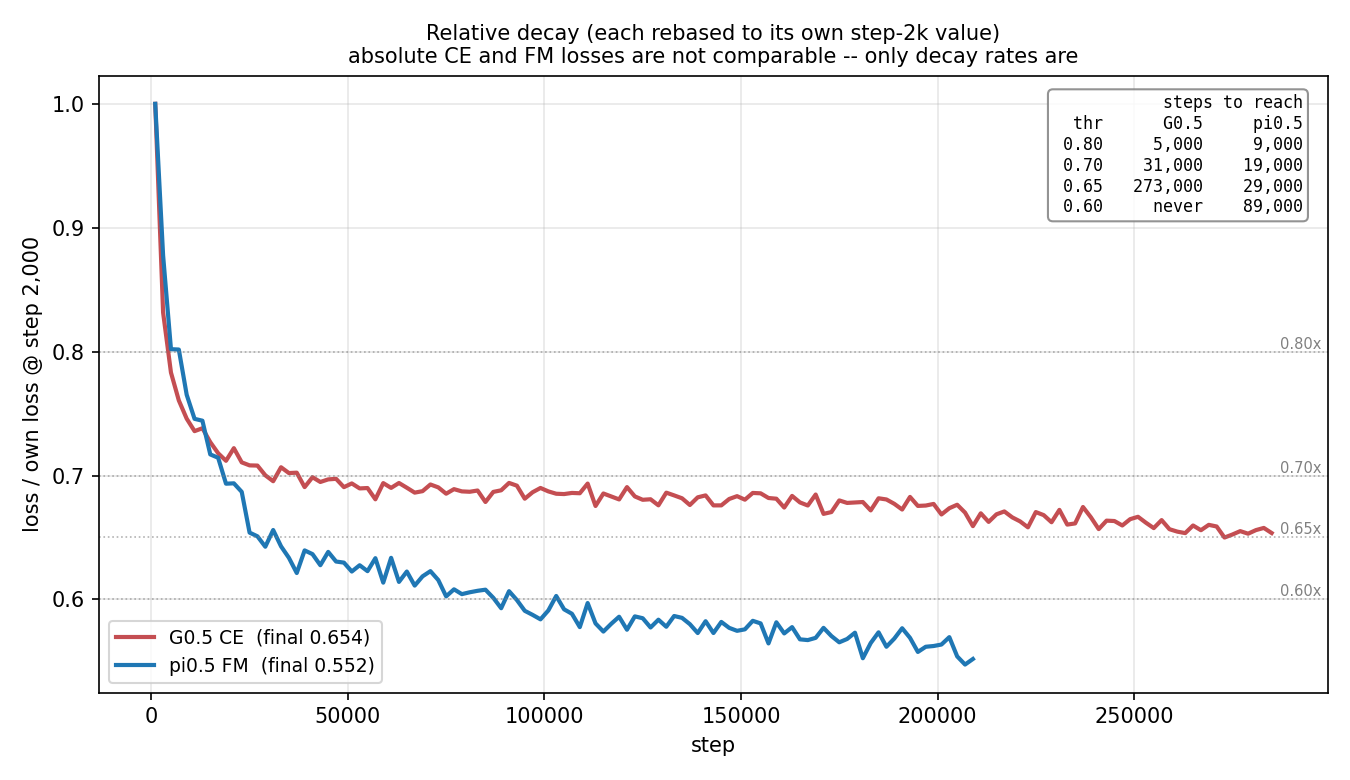 Relative decay (each rebased to its own step-2k value)
absolute CE and FM losses are not comparable -- only decay rates are
steps to reach
thr G0.5 pi0.5
0.80 5,000 9,000
0.70 31,000 19,000
0.65 273,000 29,000
0.60 never 89,000
loss / own loss @ step 2,000
1.0
0.9
0.8
0.7
0.6
0.80x
0.70x
0.65x
0.60x
G0.5 CE (final 0.654)
pi0.5 FM (final 0.552)
0 50000 100000 150000 200000 250000
step